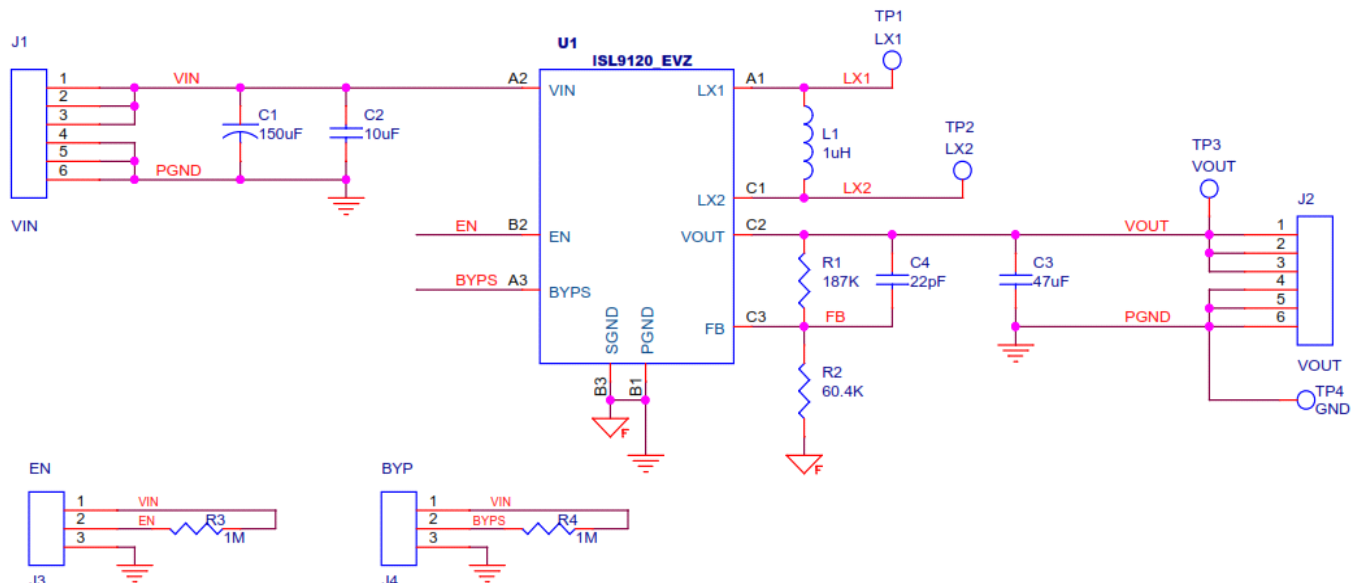 J1
1
2
3
4
5
6
VIN
VIN
PGND
C1
150uF
C2
10uF
EN
BYPS
U1
ISL9120_EVZ
A2
VIN
B2
EN
A3
BYPS
SGND
PGND
B3
B1
F
LX1
A1
LX1
TP1
LX1
L1
1uH
TP2
LX2
LX2
C1
LX2
VOUT
C2
VOUT
TP3
VOUT
R1
187K
C4
22pF
C3
47uF
FB
C3
FB
R2
60.4K
F
PGND
J2
1
2
3
4
5
6
VOUT
TP4
GND
EN
1
2
3
VIN
EN
R3
1M
J3
BYP
1
2
3
VIN
BYPS
R4
1M
J4